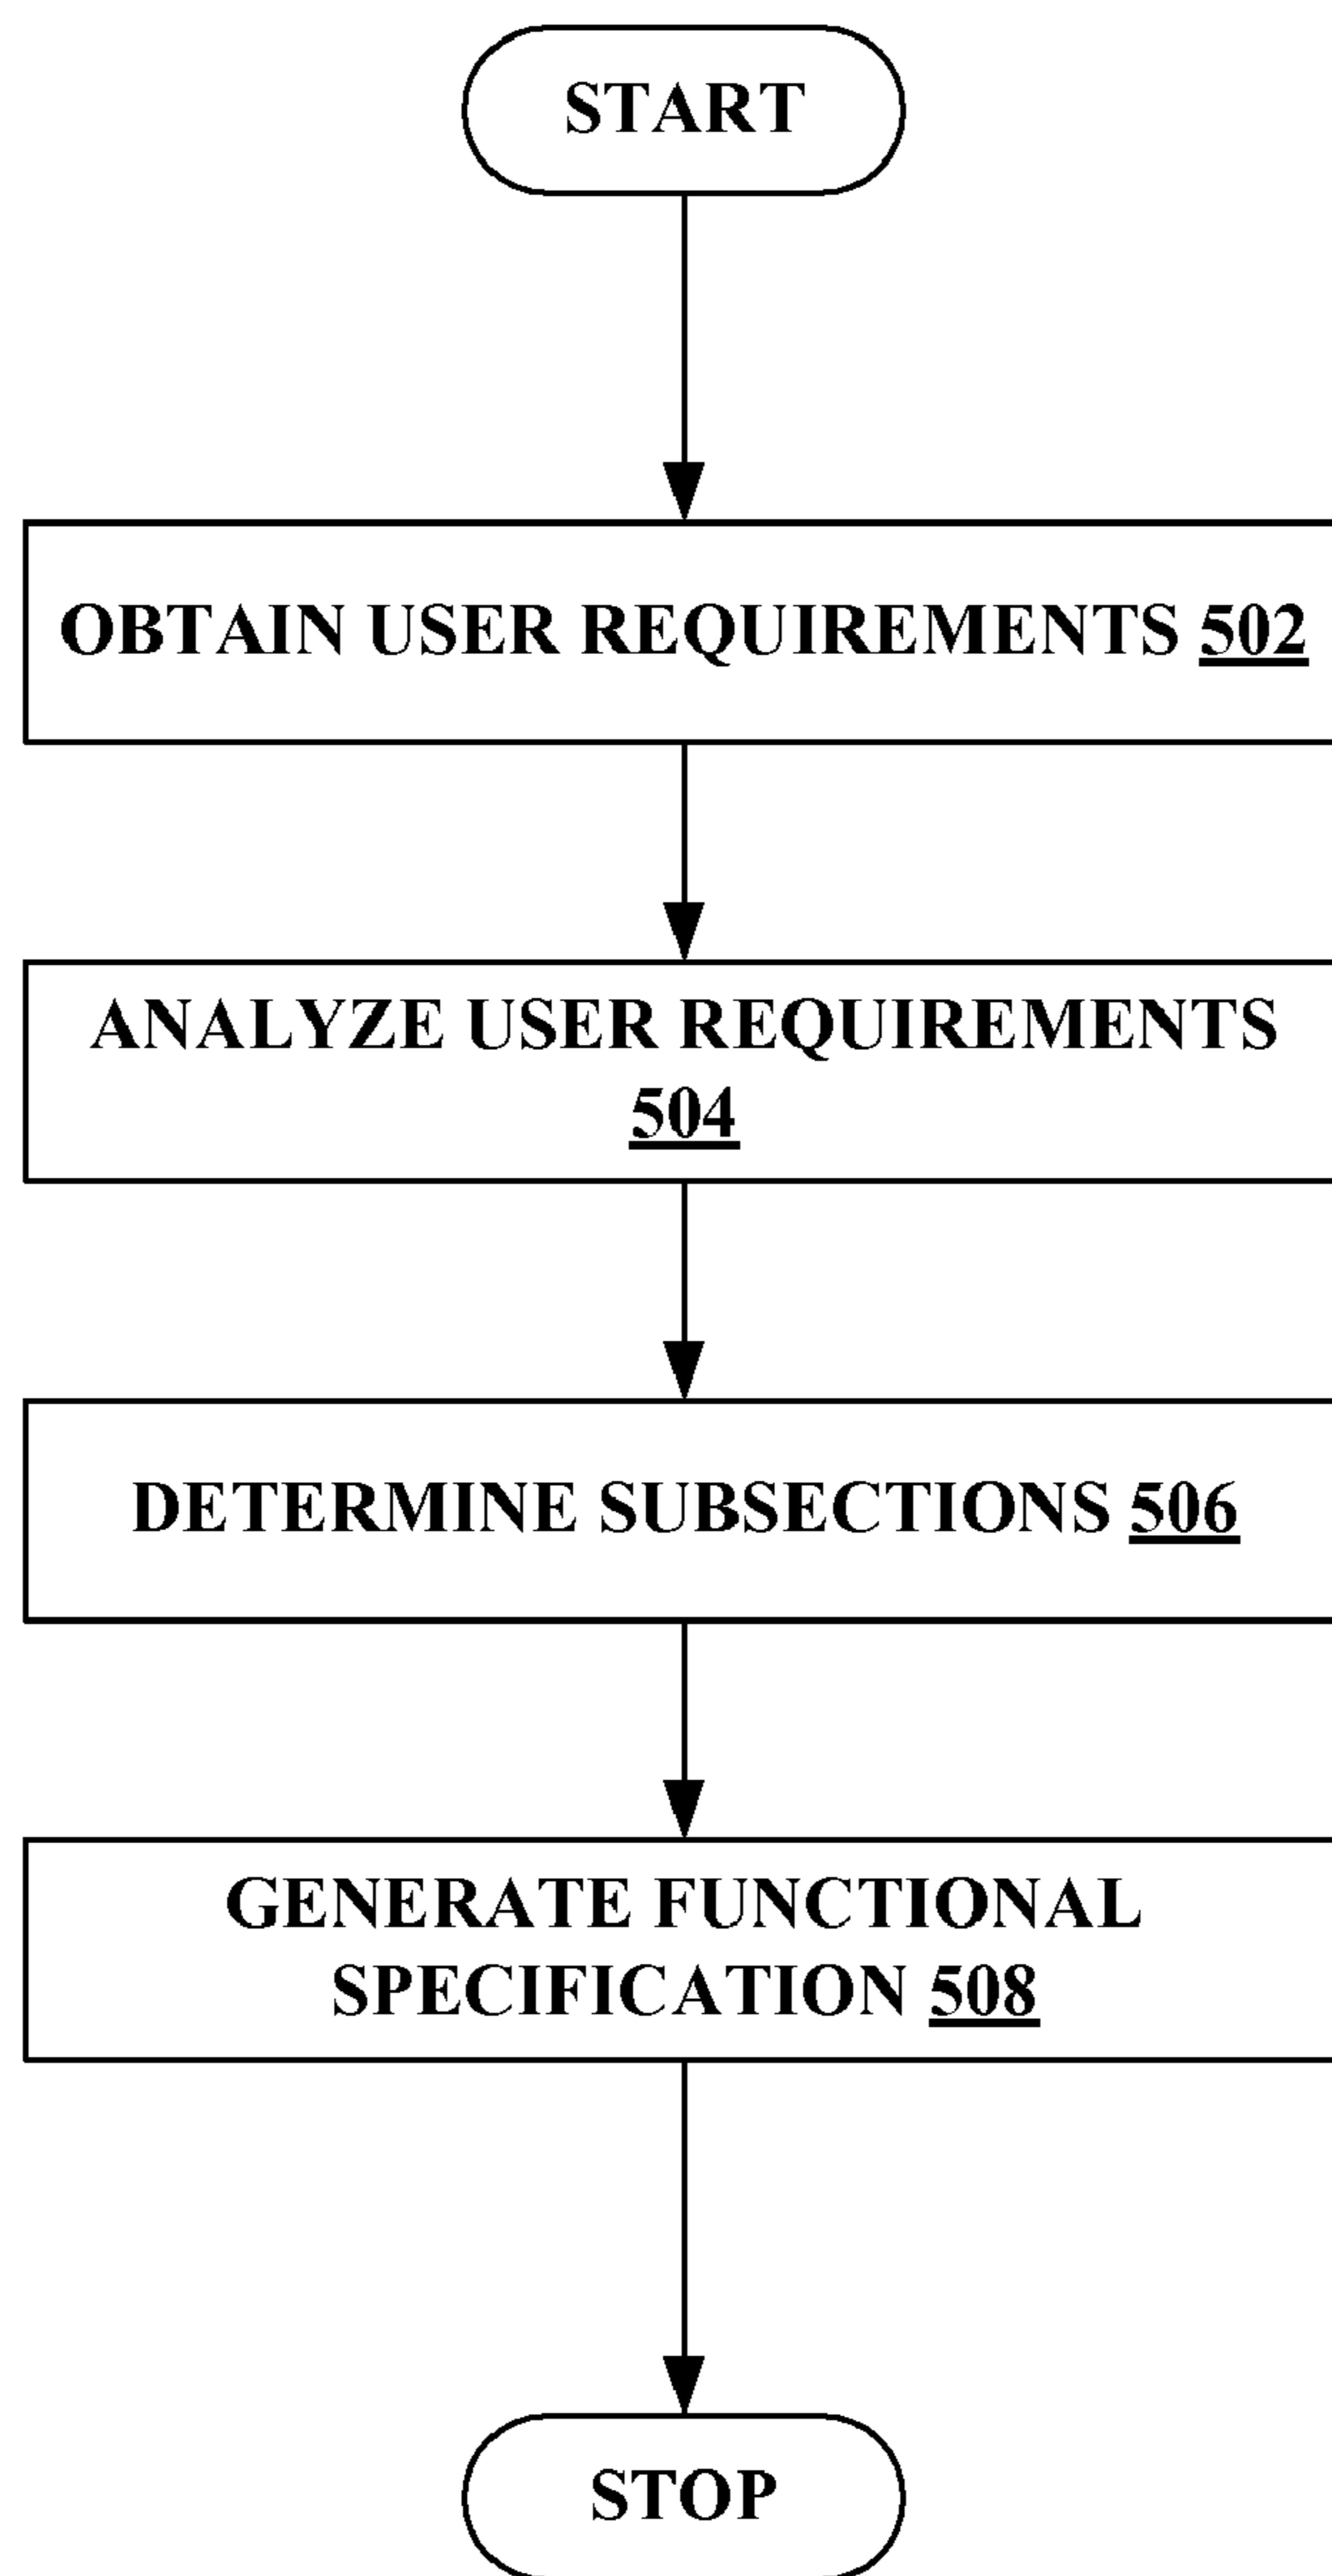 START
OBTAIN USER REQUIREMENTS 502
ANALYZE USER REQUIREMENTS
504
DETERMINE SUBSECTIONS 506
GENERATE FUNCTIONAL
SPECIFICATION 508
STOP